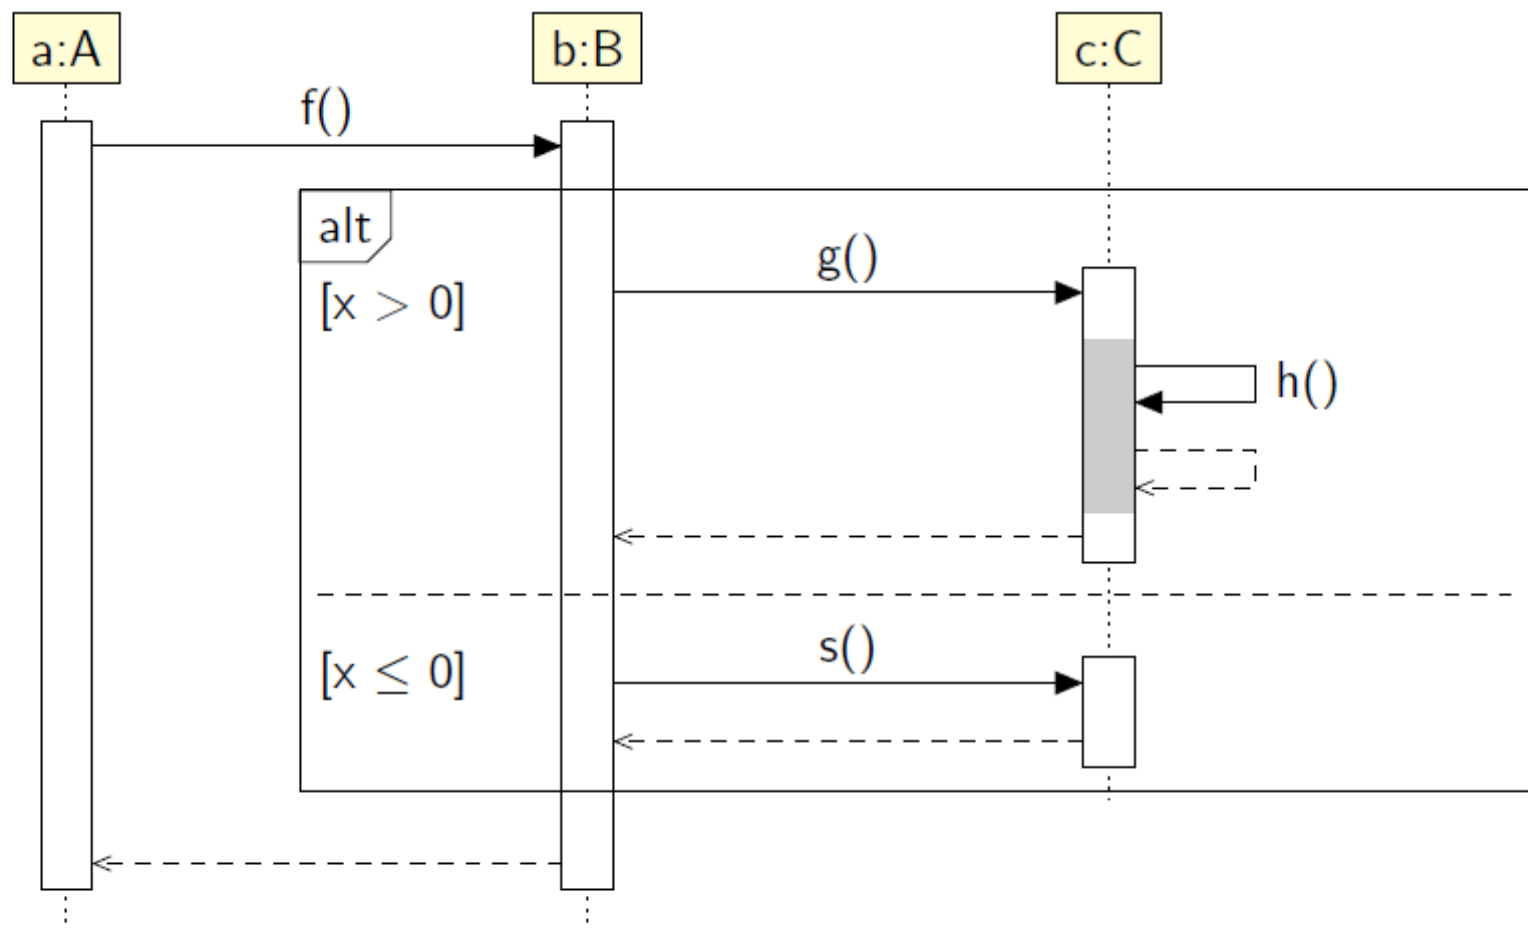 a:A
b:B
c:C
f()
alt
g()
[x > 0]
h()
s()
[x ≤ 0]